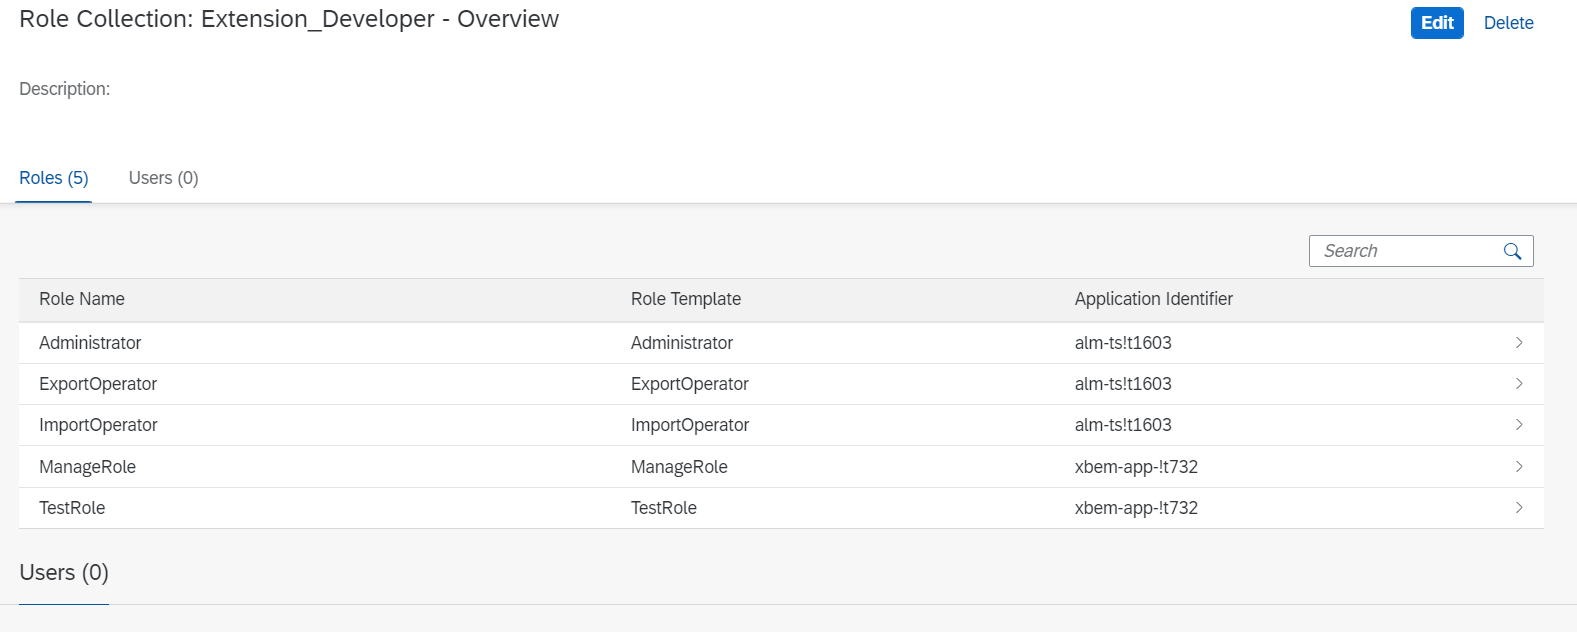 Role Collection: Extension_Developer - Overview
Edit Delete
Description:
Roles (5) Users (0)
Search
Role Name Role Template Application Identifier
Administrator Administrator alm-ts!t1603
ExportOperator ExportOperator alm-ts!t1603
ImportOperator ImportOperator alm-ts!t1603
ManageRole ManageRole xbem-app-!t732
TestRole TestRole xbem-app-!t732
Users (0)